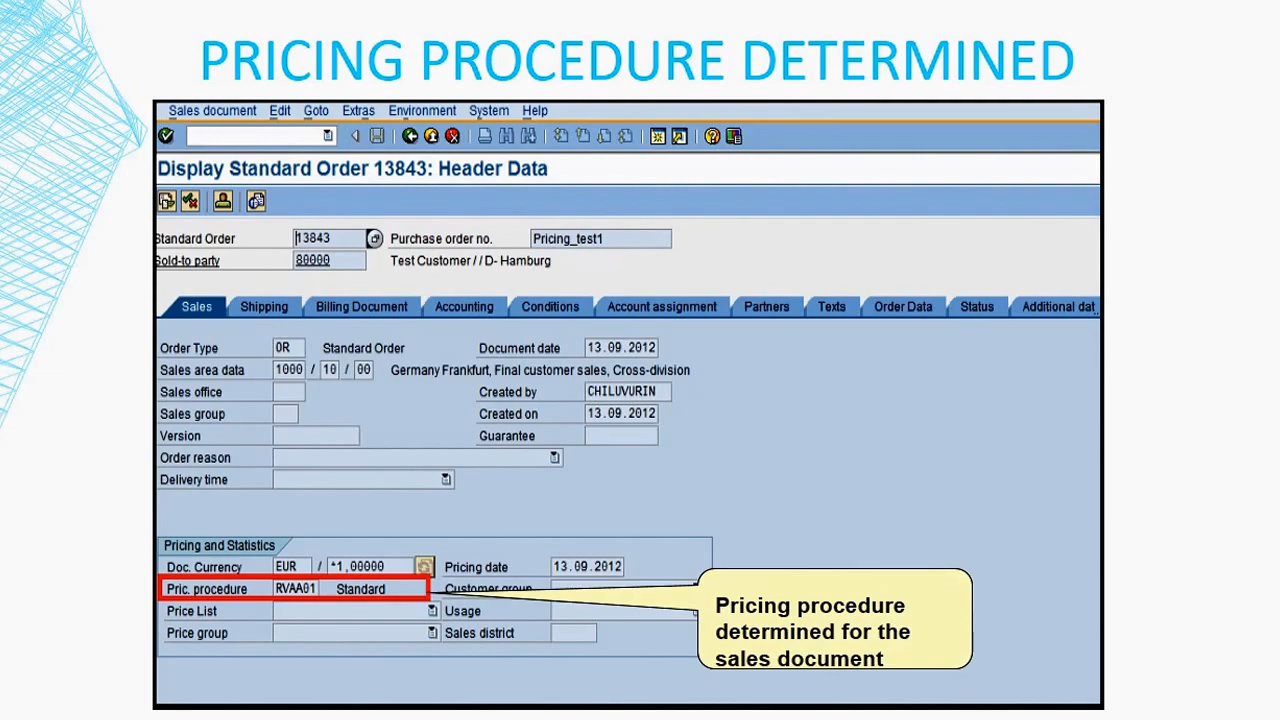 PRICING PROCEDURE DETERMINED
Sales document Edit Goto Extras Environment System Help
Display Standard Order 13843: Header Data
Standard Order 13843 Purchase order no. Pricing_test1
Sold-to party 80000 Test Customer / / D- Hamburg
Sales Shipping Billing Document Accounting Conditions Account assignment Partners Texts Order Data Status Additional dat
Order Type OR Standard Order Document date 13.09.2012
Sales area data 1000 / 10 / 00 Germany Frankfurt, Final customer sales, Cross-division
Sales office Created by CHILUVURIN
Sales group Created on 13.09.2012
Version Guarantee
Order reason
Delivery time
Pricing and Statistics
Doc. Currency EUR / *1,00000 Pricing date 13.09.2012
Pric. procedure RVAA01 Standard Customer group
Price List Usage
Price group Sales district
Pricing procedure
determined for the
sales document